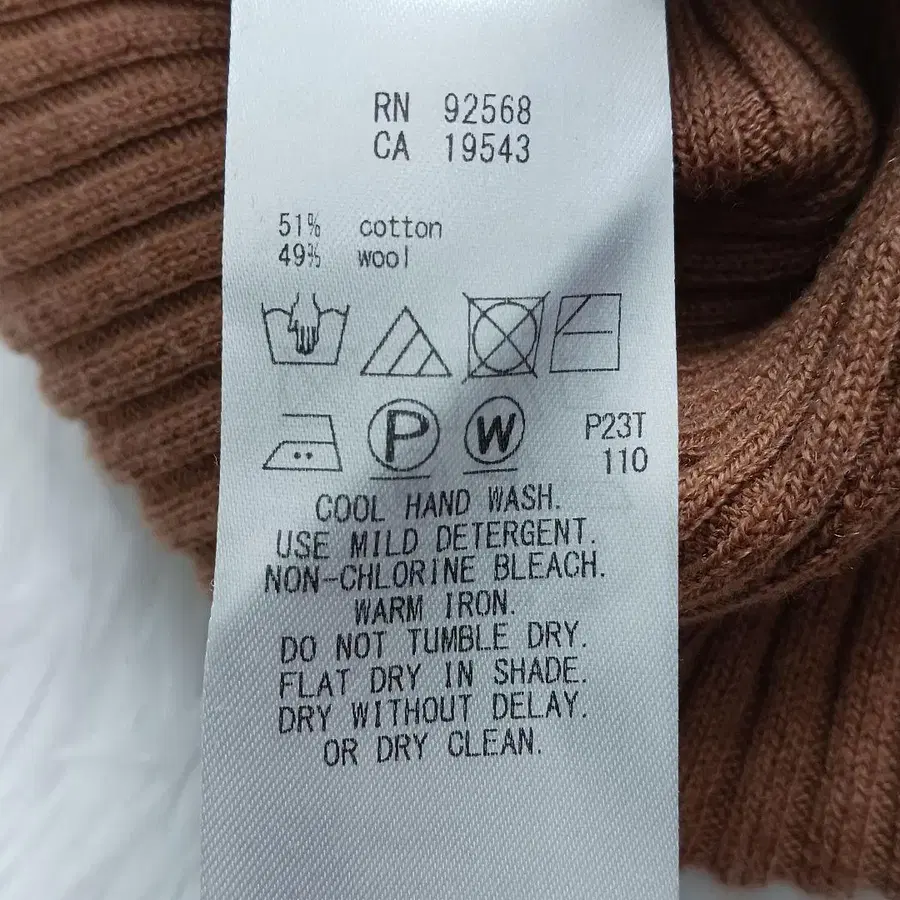 RN 92568
CA 19543
51% cotton
49% wool
P W P23T
110
COOL HAND WASH.
USE MILD DETERGENT.
NON-CHLORINE BLEACH.
WARM IRON.
DO NOT TUMBLE DRY.
FLAT DRY IN SHADE.
DRY WITHOUT DELAY.
OR DRY CLEAN.